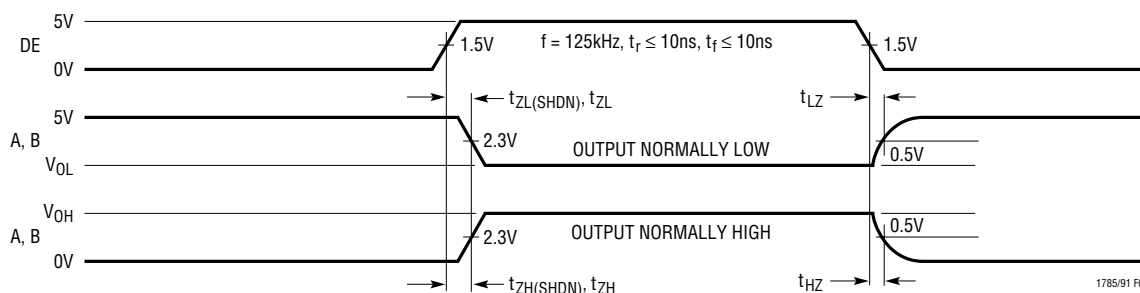 5V
DE
1.5V
f = 125kHz, tr ≤ 10ns, tf ≤ 10ns
1.5V
0V
tZL(SHDN), tZL
tLZ
5V
A, B
2.3V
OUTPUT NORMALLY LOW
0.5V
VOL
VOH
A, B
2.3V
OUTPUT NORMALLY HIGH
0.5V
0V
tZH(SHDN), tZH
tHZ